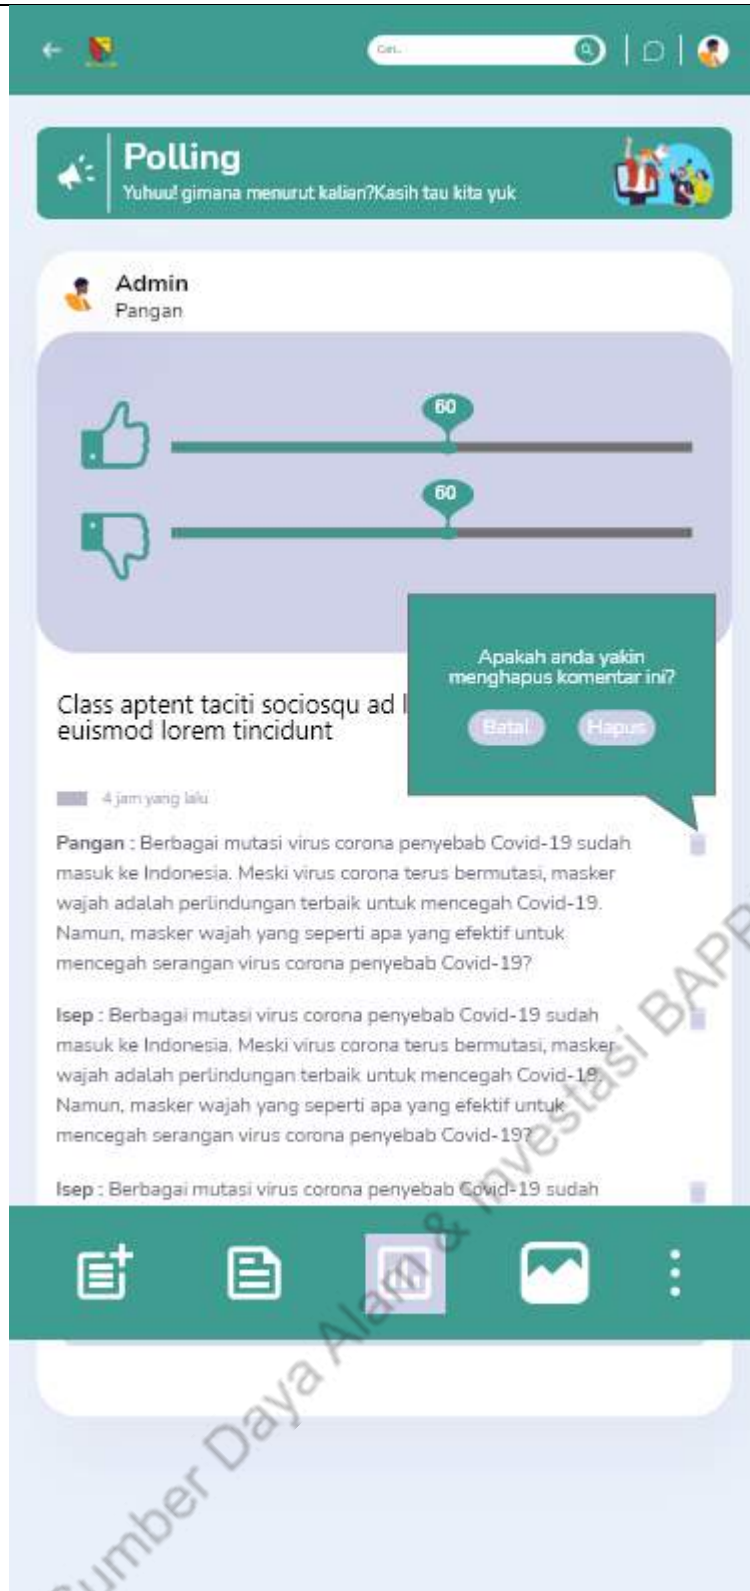 Cari...
Polling
Yuhuu! gimana menurut kalian?Kasih tau kita yuk
Admin
Pangan
60
60
Apakah anda yakin
menghapus komentar ini?
Batal Hapus
Class aptent taciti sociosqu ad
euismod lorem tincidunt
4 jam yang lalu
Pangan : Berbagai mutasi virus corona penyebab Covid-19 sudah
masuk ke Indonesia. Meski virus corona terus bermutasi, masker
wajah adalah perlindungan terbaik untuk mencegah Covid-19.
Namun, masker wajah yang seperti apa yang efektif untuk
mencegah serangan virus corona penyebab Covid-19?
Isep : Berbagai mutasi virus corona penyebab Covid-19 sudah
masuk ke Indonesia. Meski virus corona terus bermutasi, masker
wajah adalah perlindungan terbaik untuk mencegah Covid-19.
Namun, masker wajah yang seperti apa yang efektif untuk
mencegah serangan virus corona penyebab Covid-19?
Isep : Berbagai mutasi virus corona penyebab Covid-19 sudah
Sumber Daya Alam & Investasi BAPP